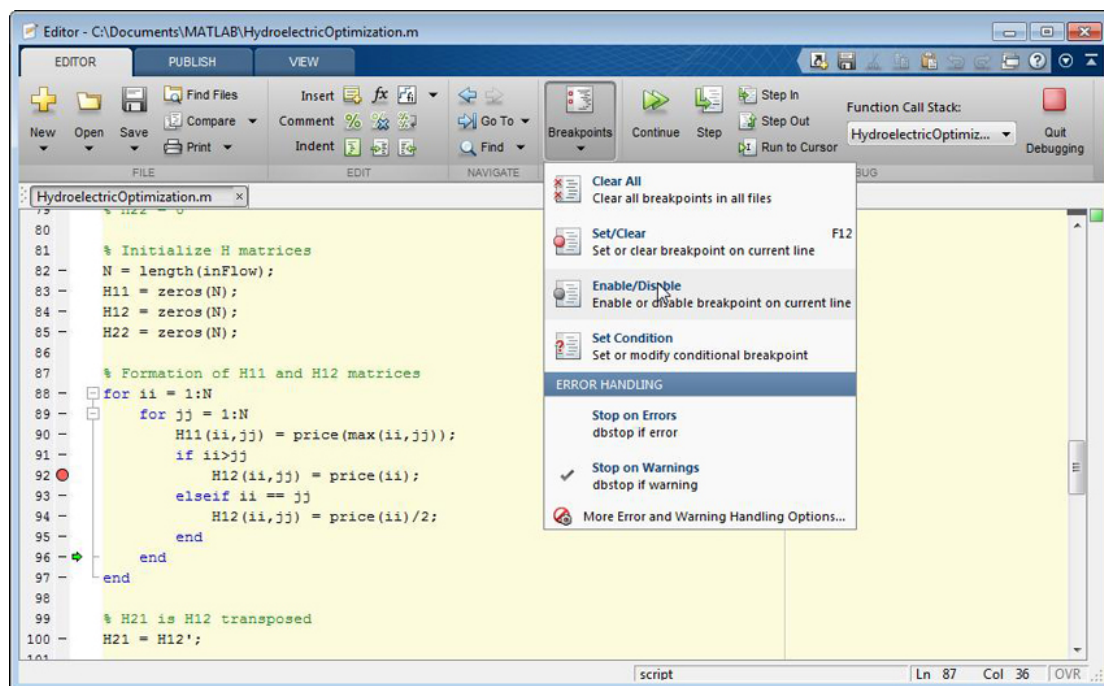 Editor - C:\Documents\MATLAB\HydroelectricOptimization.m
EDITOR PUBLISH VIEW
New Open Save
Find Files
Compare
Print
FILE
Insert
Comment
Indent
EDIT
Go To
Find
NAVIGATE
Breakpoints
Continue
Step
Step In
Step Out
Run to Cursor
Function Call Stack:
HydroelectricOptimiz...
Quit Debugging
HydroelectricOptimization.m
79 % H22 = 0
80
81 % Initialize H matrices
82 - N = length(inFlow);
83 - H11 = zeros(N);
84 - H12 = zeros(N);
85 - H22 = zeros(N);
86
87 % Formation of H11 and H12 matrices
88 - for ii = 1:N
89 - for jj = 1:N
90 - H11(ii,jj) = price(max(ii,jj));
91 - if ii>jj
92 H12(ii,jj) = price(ii);
93 - elseif ii == jj
94 - H12(ii,jj) = price(ii)/2;
95 - end
96 - end
97 - end
98
99 % H21 is H12 transposed
100 - H21 = H12';
101
Clear All
Clear all breakpoints in all files
Set/Clear F12
Set or clear breakpoint on current line
Enable/Disable
Enable or disable breakpoint on current line
Set Condition
Set or modify conditional breakpoint
ERROR HANDLING
Stop on Errors
dbstop if error
Stop on Warnings
dbstop if warning
More Error and Warning Handling Options...
script Ln 87 Col 36 OVR